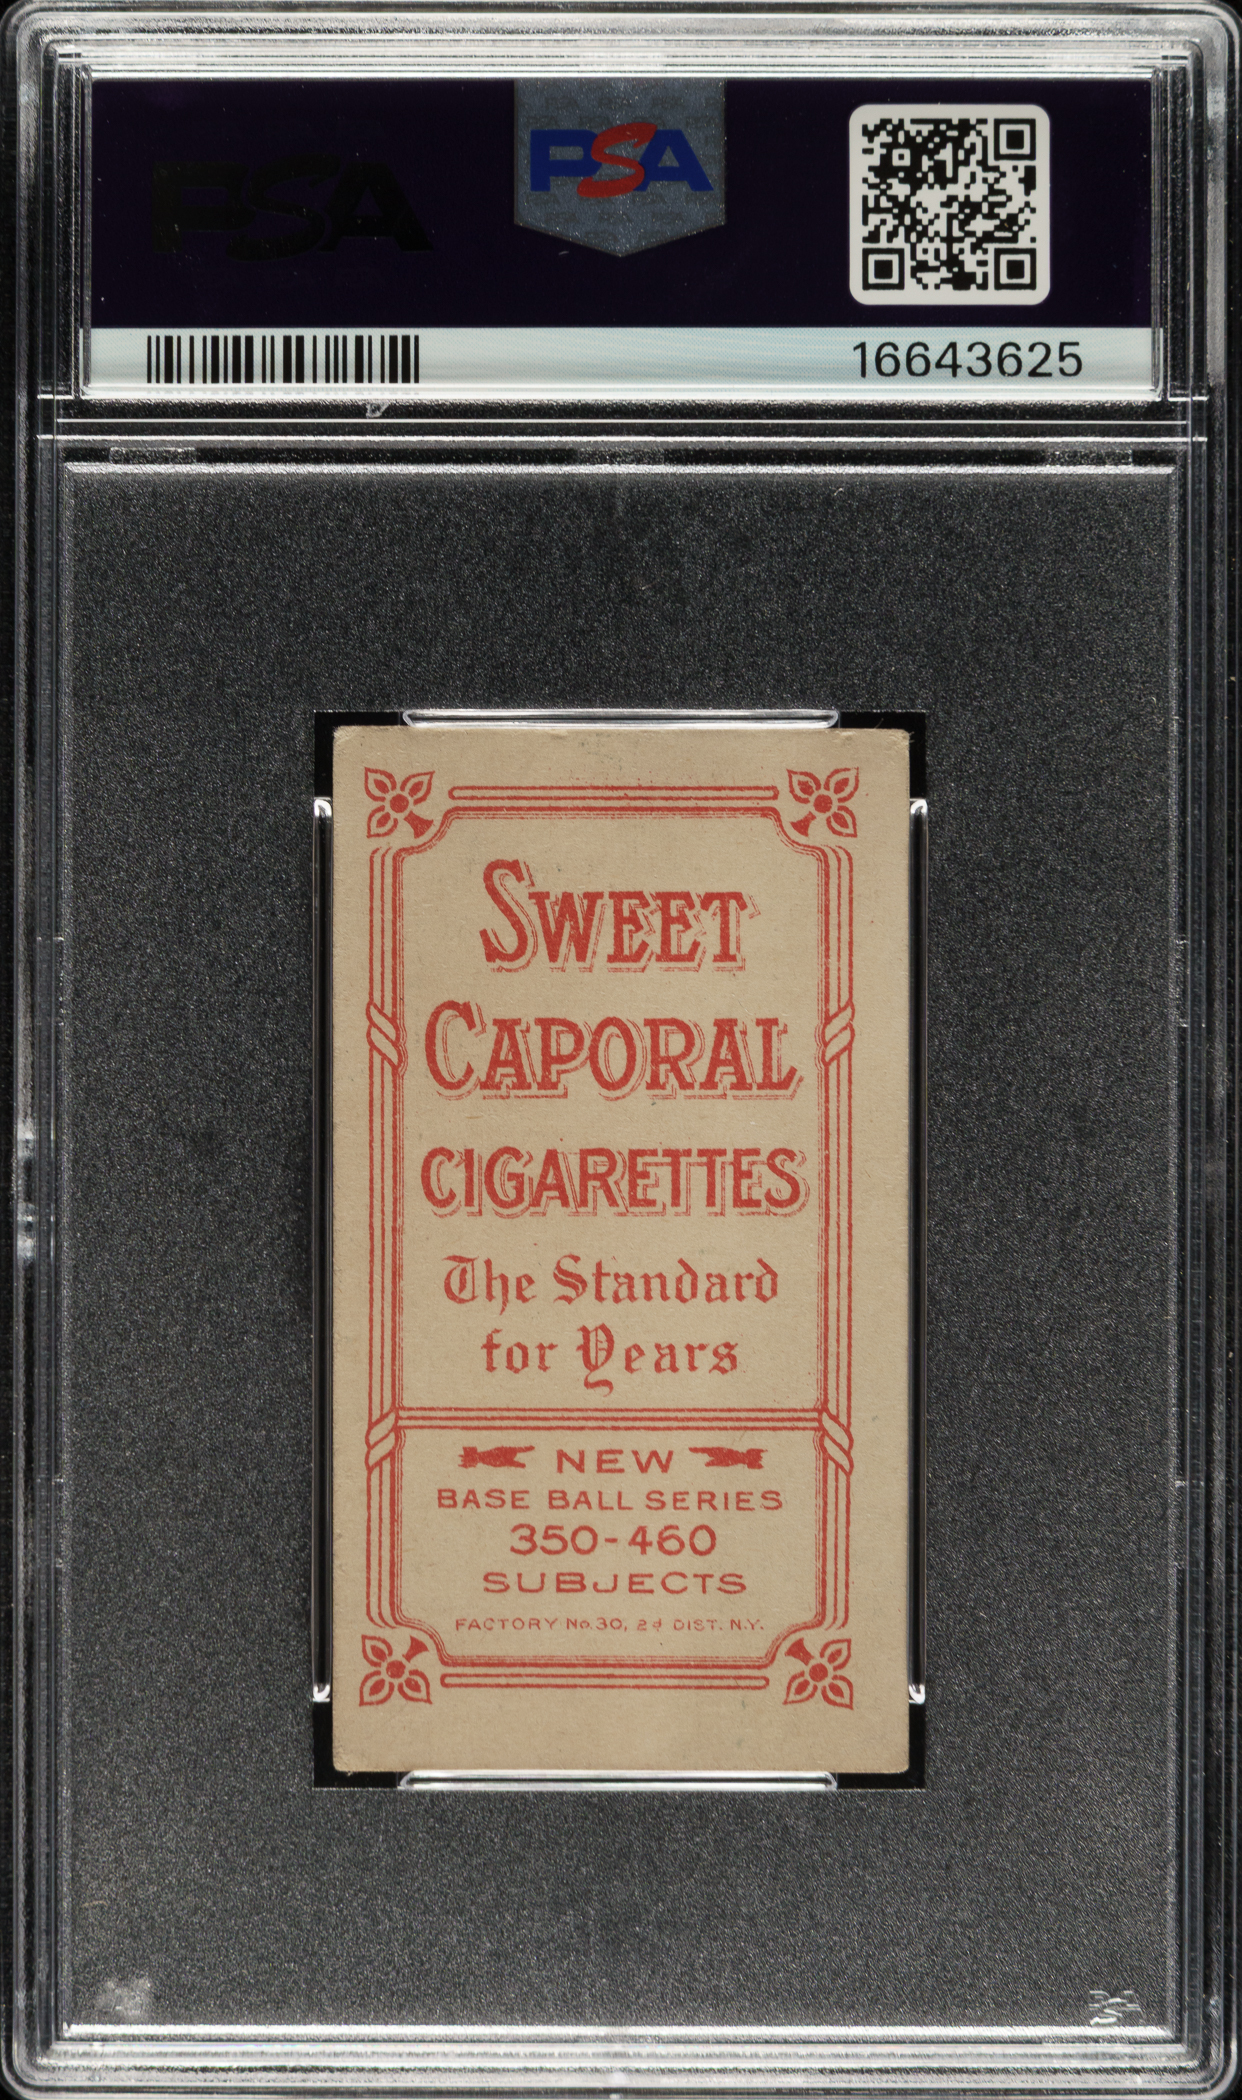 PSA
PSA
16643625
SWEET
CAPORAL
CIGARETTES
The Standard
for Years
NEW
BASE BALL SERIES
350-460
SUBJECTS
FACTORY No. 30, 2d DIST. N.Y.
PSA